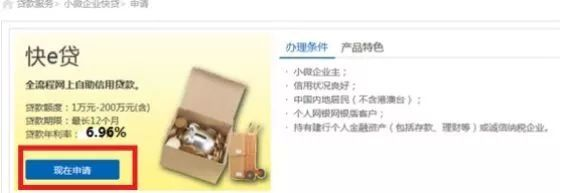 贷款服务> 小微企业快贷> 申请
快e贷
全流程网上自助信用贷款。
贷款额度：1万元-200万元(含)
贷款期限：最长12个月
贷款年利率：6.96%
现在申请
办理条件 产品特色
· 小微企业主；
· 信用状况良好；
· 中国内地居民（不含港澳台）；
· 个人网银网银盾客户；
· 持有建行个人金融资产（包括存款、理财等）或诚信纳税企业。